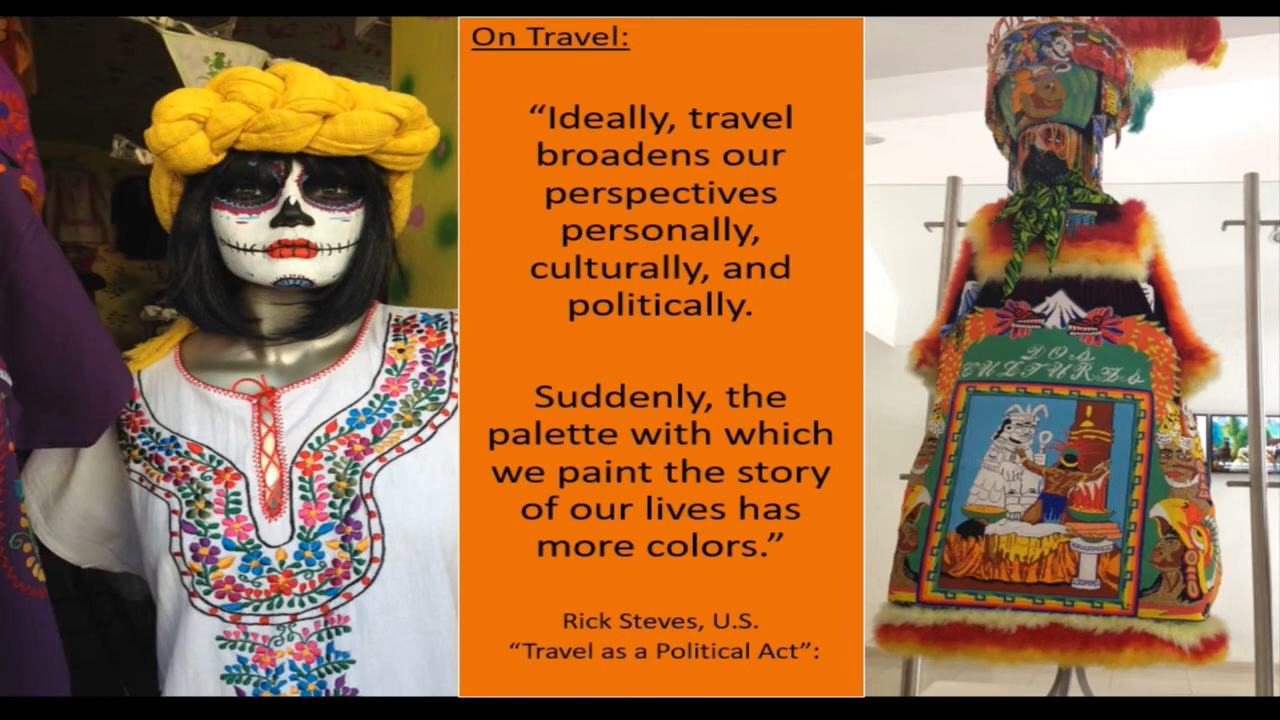 On Travel:
“Ideally, travel
broadens our
perspectives
personally,
culturally, and
politically.
Suddenly, the
palette with which
we paint the story
of our lives has
more colors.”
Rick Steves, U.S.
“Travel as a Political Act”:
DOS
CULTURAS